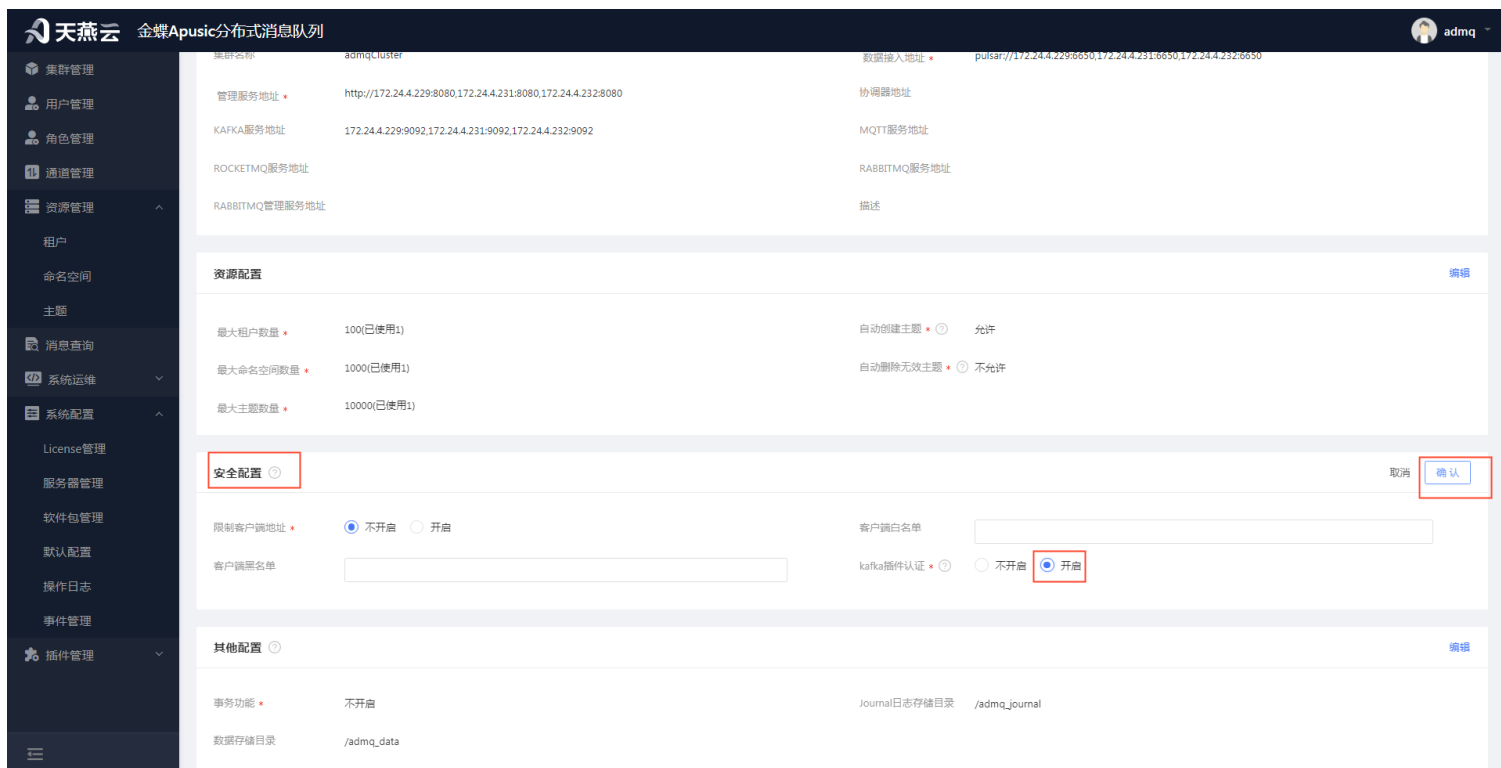 天燕云 金蝶Apusic分布式消息队列 admq
集群管理
用户管理
角色管理
通道管理
资源管理
租户
命名空间
主题
消息查询
系统运维
系统配置
License管理
服务器管理
软件包管理
默认配置
操作日志
事件管理
插件管理
集群名称 admqCluster 数据接入地址 * pulsar://172.24.4.229:6650,172.24.4.231:6650,172.24.4.232:6650
管理服务地址 * http://172.24.4.229:8080,172.24.4.231:8080,172.24.4.232:8080 协调器地址
KAFKA服务地址 172.24.4.229:9092,172.24.4.231:9092,172.24.4.232:9092 MQTT服务地址
ROCKETMQ服务地址 RABBITMQ服务地址
RABBITMQ管理服务地址 描述
资源配置 编辑
最大租户数量 * 100(已使用1) 自动创建主题 * ? 允许
最大命名空间数量 * 1000(已使用1) 自动删除无效主题 * ? 不允许
最大主题数量 * 10000(已使用1)
安全配置 ? 取消 确认
限制客户端地址 * 不开启 开启 客户端白名单
客户端黑名单 kafka插件认证 * ? 不开启 开启
其他配置 ? 编辑
事务功能 * 不开启 Journal日志存储目录 /admq_journal
数据存储目录 /admq_data